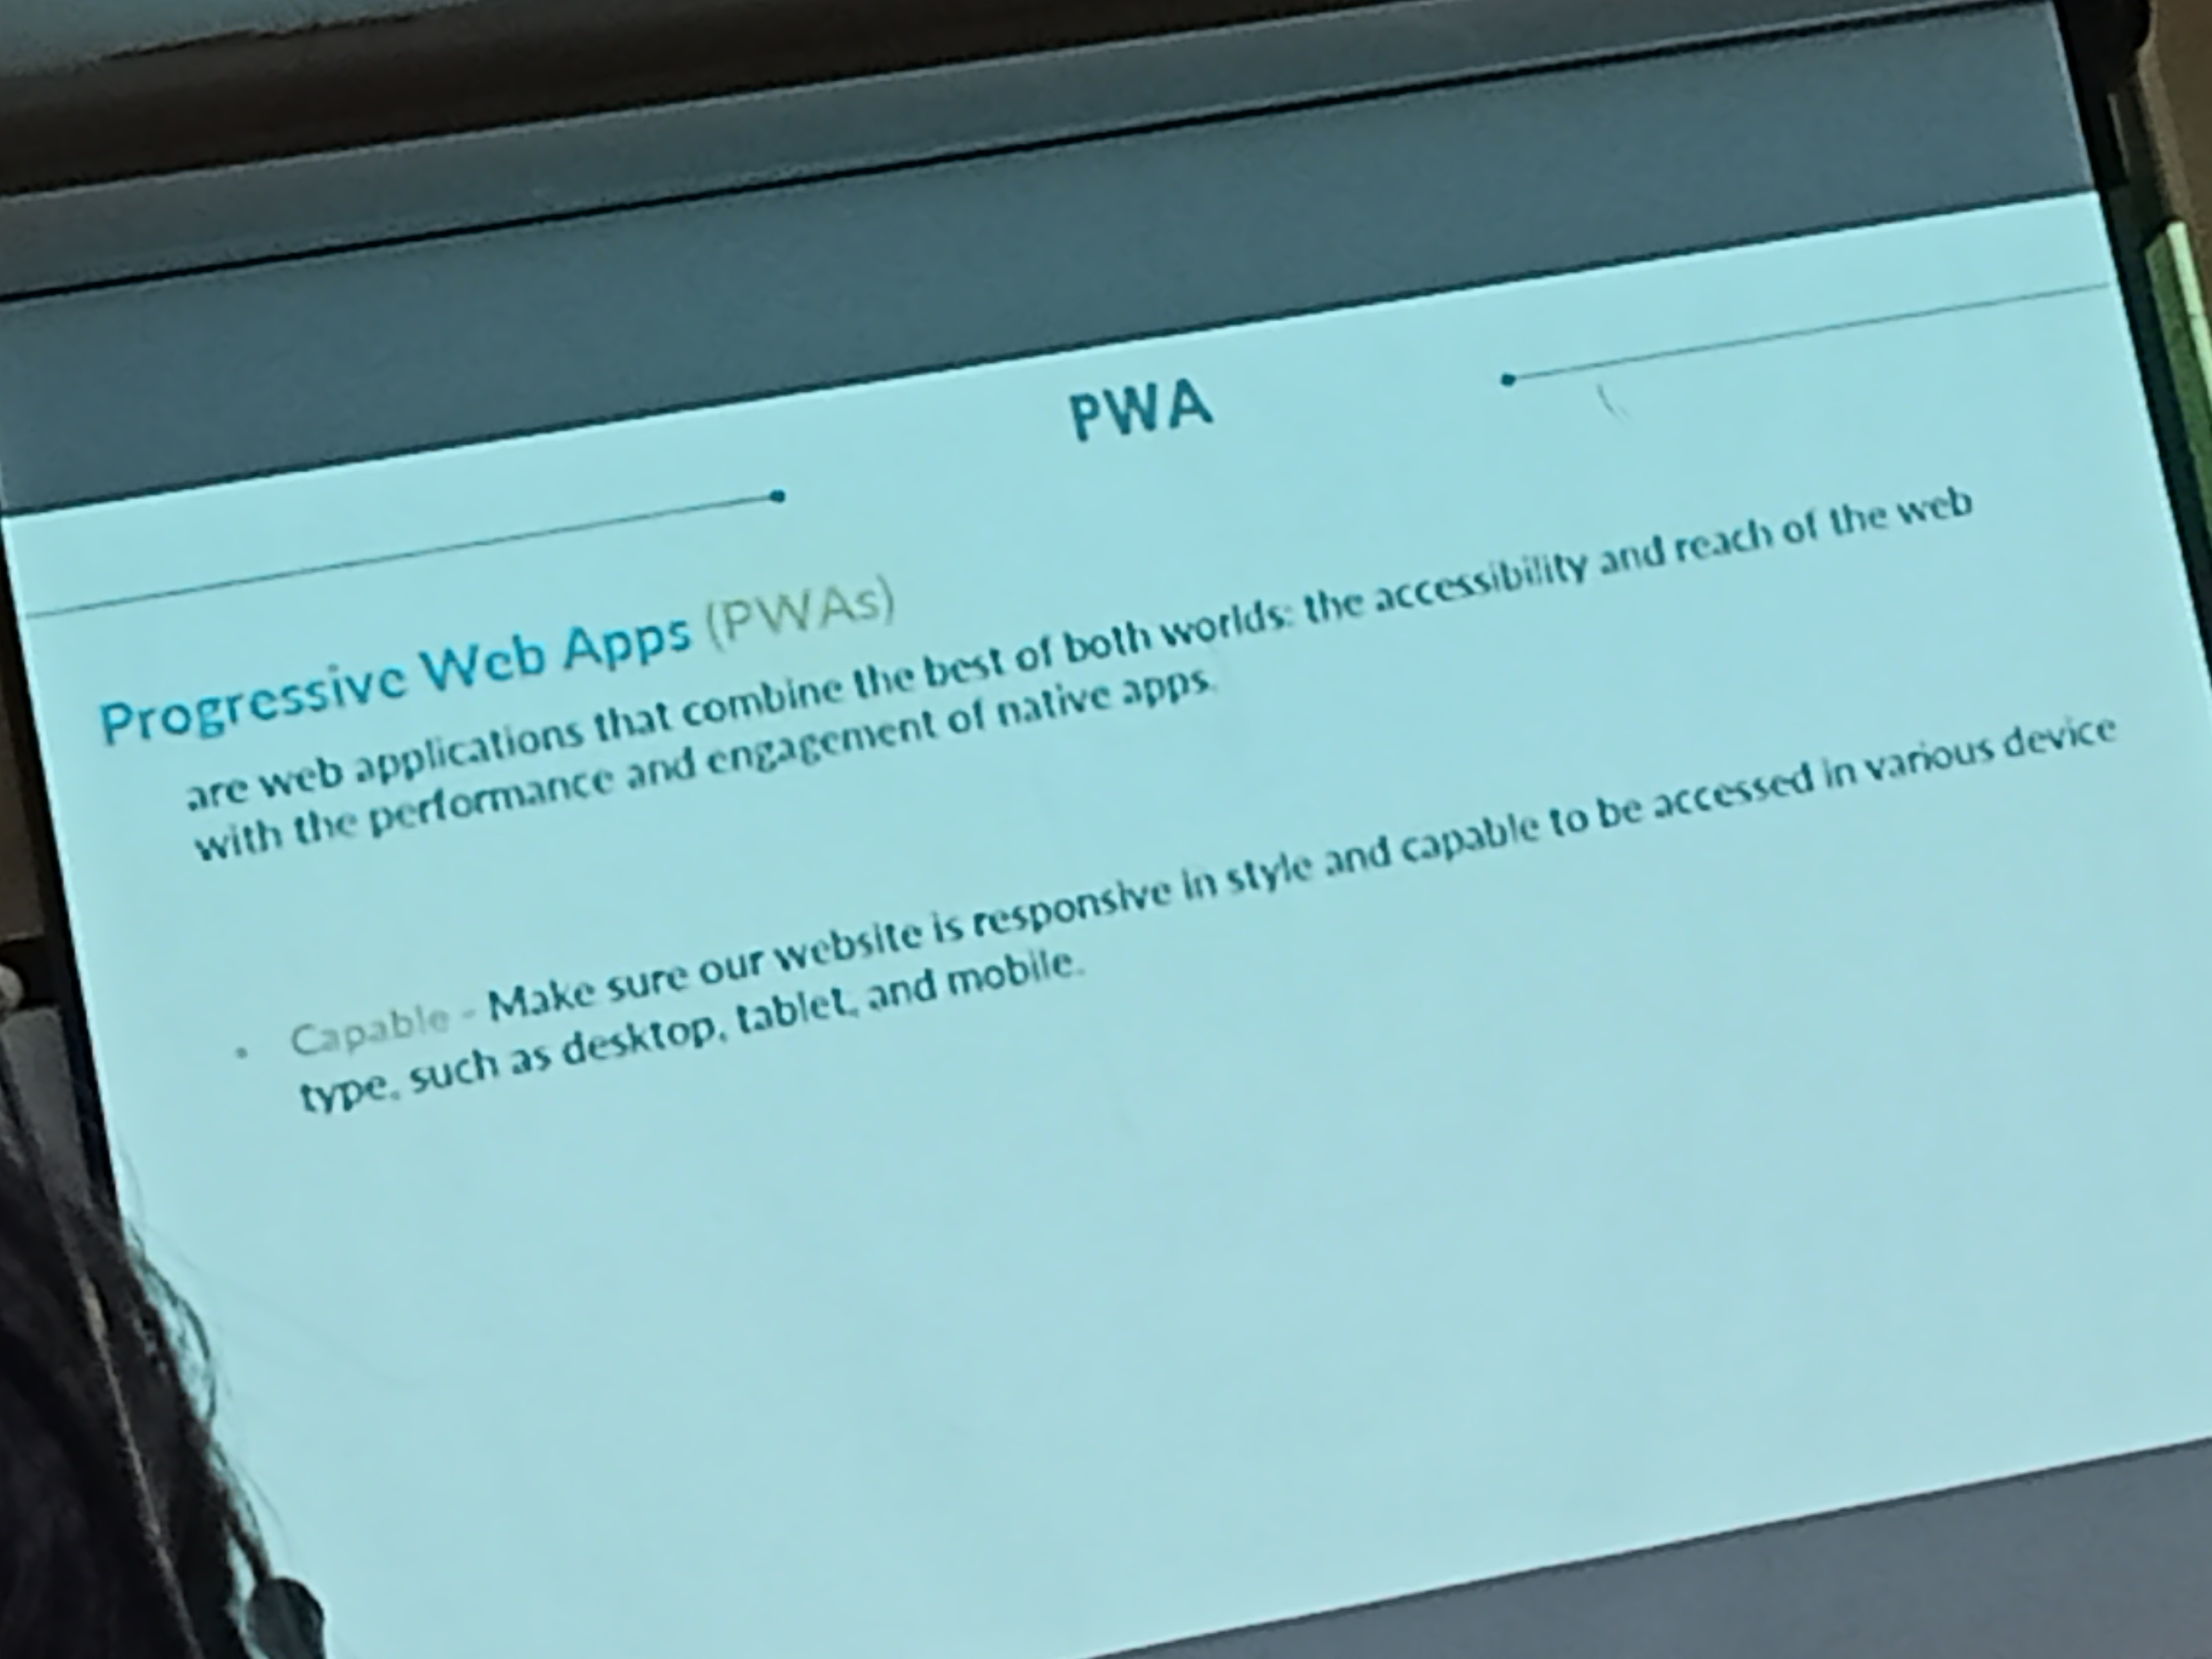 PWA
Progressive Web Apps (PWAs)
are web applications that combine the best of both worlds: the accessibility and reach of the web
with the performance and engagement of native apps.
• Capable - Make sure our website is responsive in style and capable to be accessed in various device
type, such as desktop, tablet, and mobile.